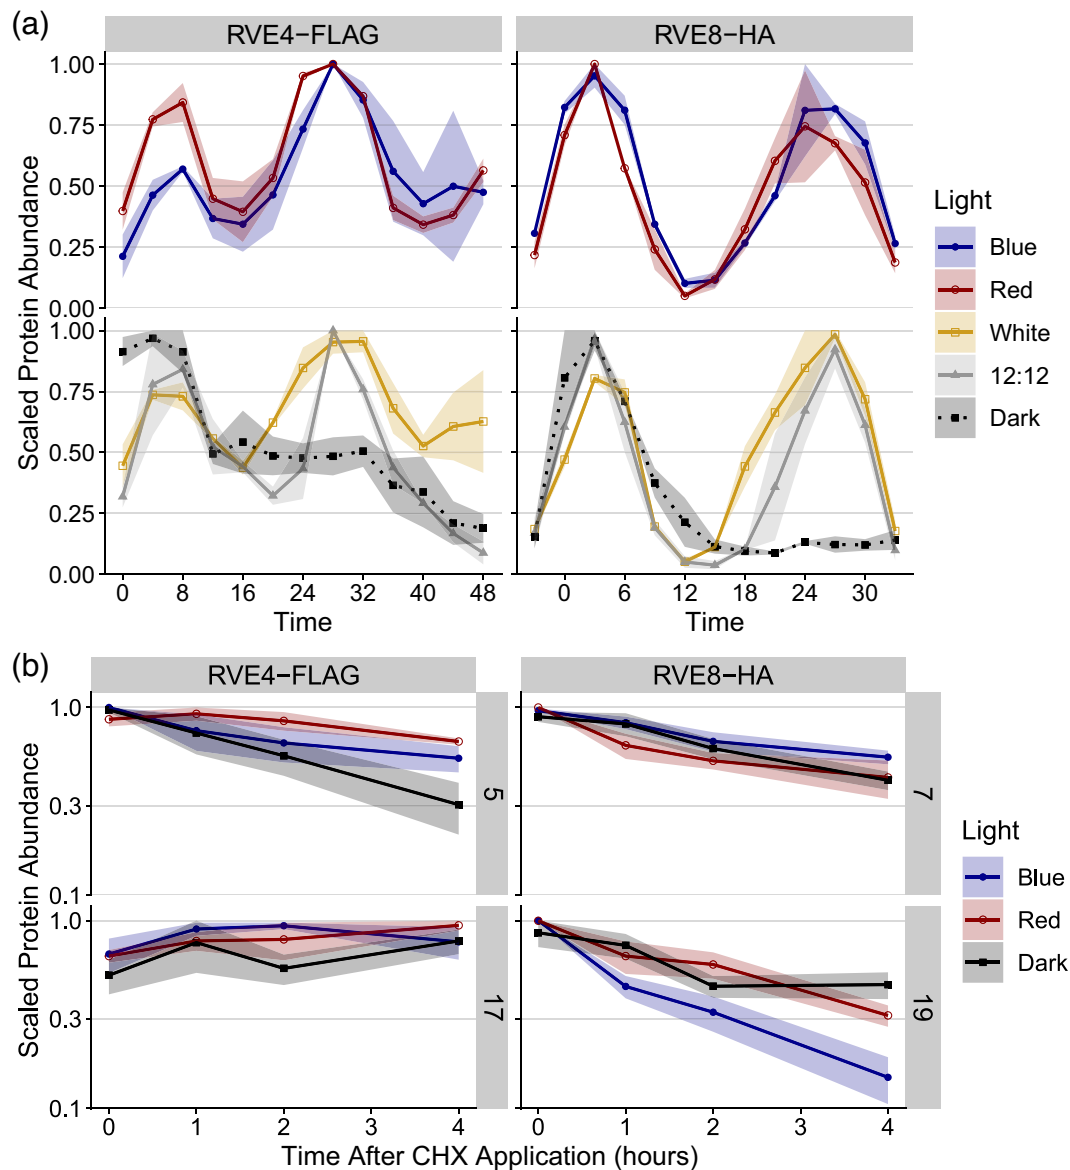 (a)
RVE4−FLAG
RVE8−HA
Scaled Protein Abundance
1.00
0.75
0.50
0.25
0.00
1.00
0.75
0.50
0.25
0.00
0 8 16 24 32 40 48
0 6 12 18 24 30
Time
Time
Light
Blue
Red
White
12:12
Dark
(b)
RVE4−FLAG
RVE8−HA
Scaled Protein Abundance
1.0
0.3
0.1
5
7
1.0
0.3
0.1
17
19
0 1 2 3 4
0 1 2 3 4
Time After CHX Application (hours)
Light
Blue
Red
Dark